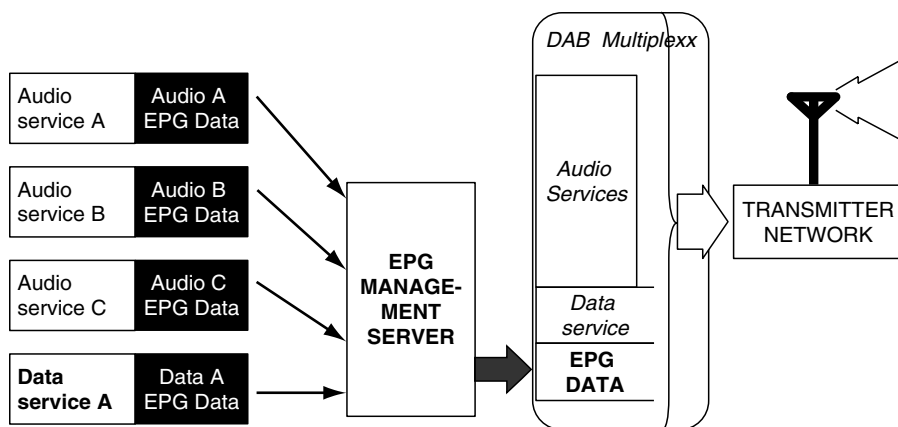 Audio
service A
Audio A
EPG Data
Audio
service B
Audio B
EPG Data
Audio
service C
Audio C
EPG Data
Data
service A
Data A
EPG Data
EPG
MANAGE-
MENT
SERVER
DAB Multiplexx
Audio
Services
Data
service
EPG
DATA
TRANSMITTER
NETWORK